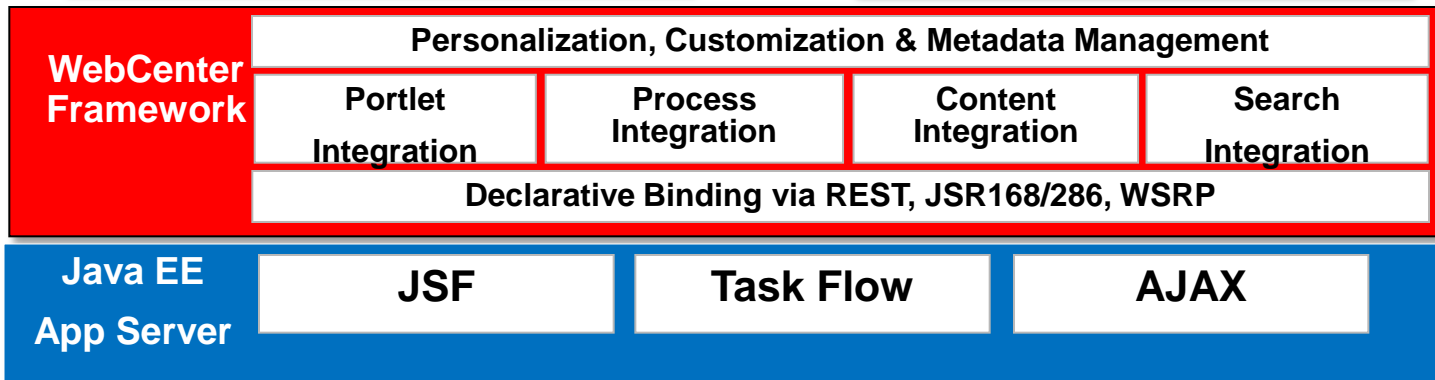 Personalization, Customization & Metadata Management
WebCenter
Framework
Portlet
Integration
Process
Integration
Content
Integration
Search
Integration
Declarative Binding via REST, JSR168/286, WSRP
Java EE
App Server
JSF
Task Flow
AJAX